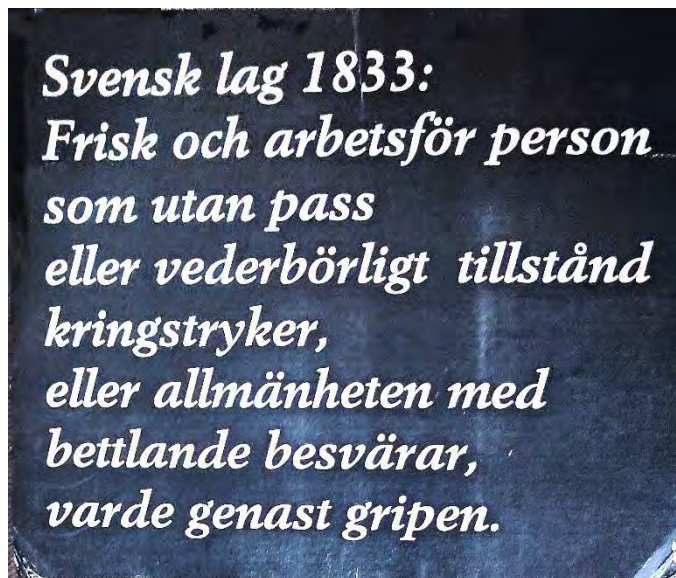 Svensk lag 1833:
Frisk och arbetsför person
som utan pass
eller vederbörligt tillstånd
kringstryker,
eller allmänheten med
bettlande besvärar,
varde genast gripen.